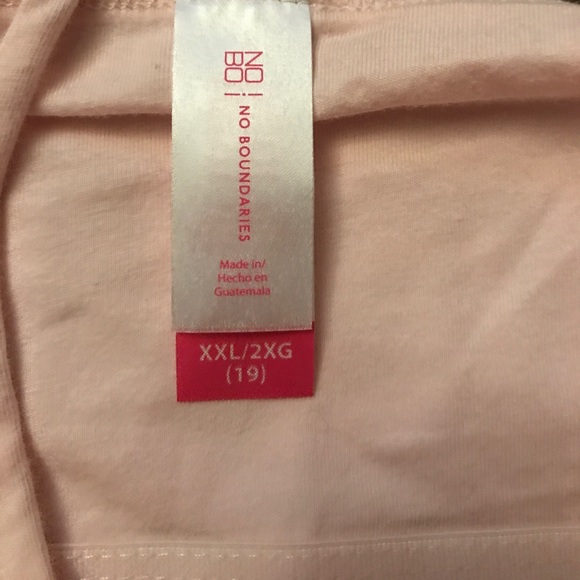 NO!
BO!
NO BOUNDARIES
Made in/
Hecho en
Guatemala
XXL/2XG
(19)